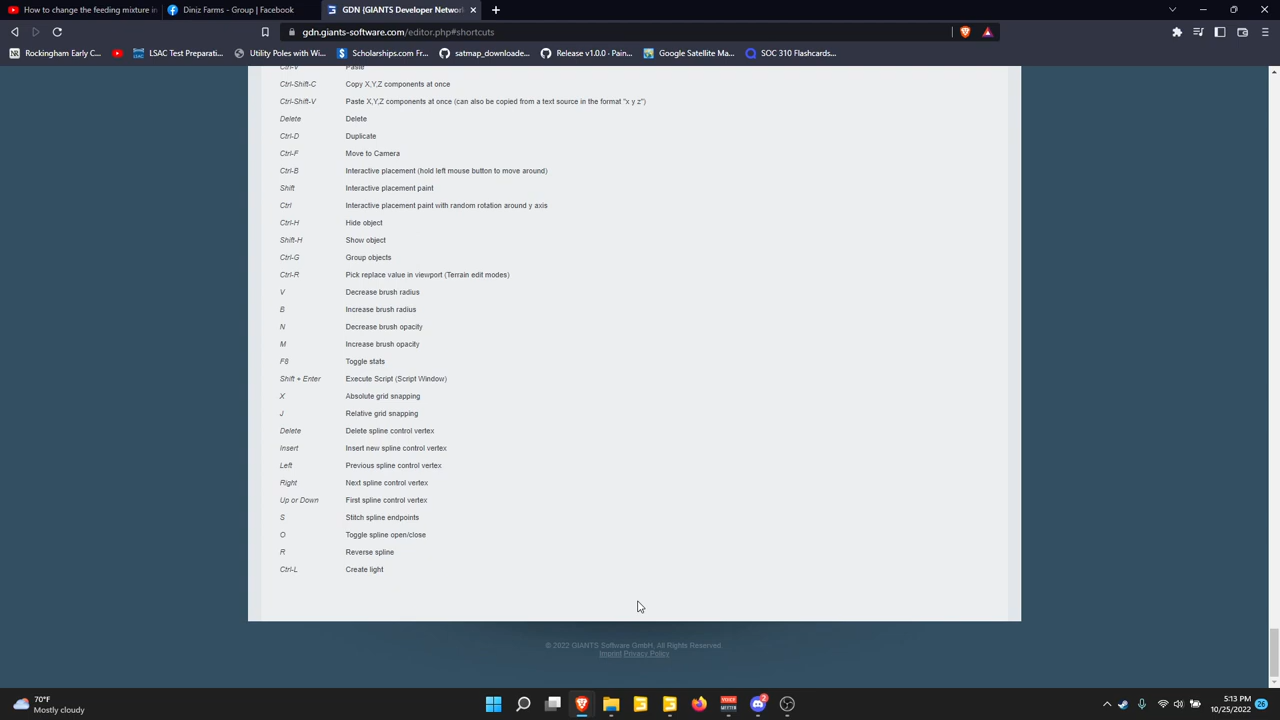 How to change the feeding mixture in
Diniz Farms - Group | Facebook
GDN GIANTS Developer Network
gdn.giants-software.com/editor.php#shortcuts
Rockingham Early C...
LSAC Test Preparati...
Utility Poles with Wi...
Scholarships.com Fr...
satmap_downloade...
Release v1.0.0 · Pain...
Google Satellite Ma...
SOC 310 Flashcards...
Ctrl-V Paste
Ctrl-Shift-C Copy X,Y,Z components at once
Ctrl-Shift-V Paste X,Y,Z components at once (can also be copied from a text source in the format "x y z")
Delete Delete
Ctrl-D Duplicate
Ctrl-F Move to Camera
Ctrl-B Interactive placement (hold left mouse button to move around)
Shift Interactive placement paint
Ctrl Interactive placement paint with random rotation around y axis
Ctrl-H Hide object
Shift-H Show object
Ctrl-G Group objects
Ctrl-R Pick replace value in viewport (Terrain edit modes)
V Decrease brush radius
B Increase brush radius
N Decrease brush opacity
M Increase brush opacity
F8 Toggle stats
Shift + Enter Execute Script (Script Window)
X Absolute grid snapping
J Relative grid snapping
Delete Delete spline control vertex
Insert Insert new spline control vertex
Left Previous spline control vertex
Right Next spline control vertex
Up or Down First spline control vertex
S Stitch spline endpoints
O Toggle spline open/close
R Reverse spline
Ctrl-L Create light
© 2022 GIANTS Software GmbH, All Rights Reserved.
Imprint Privacy Policy
70°F
Mostly cloudy
2
5:13 PM
10/25/2022
26